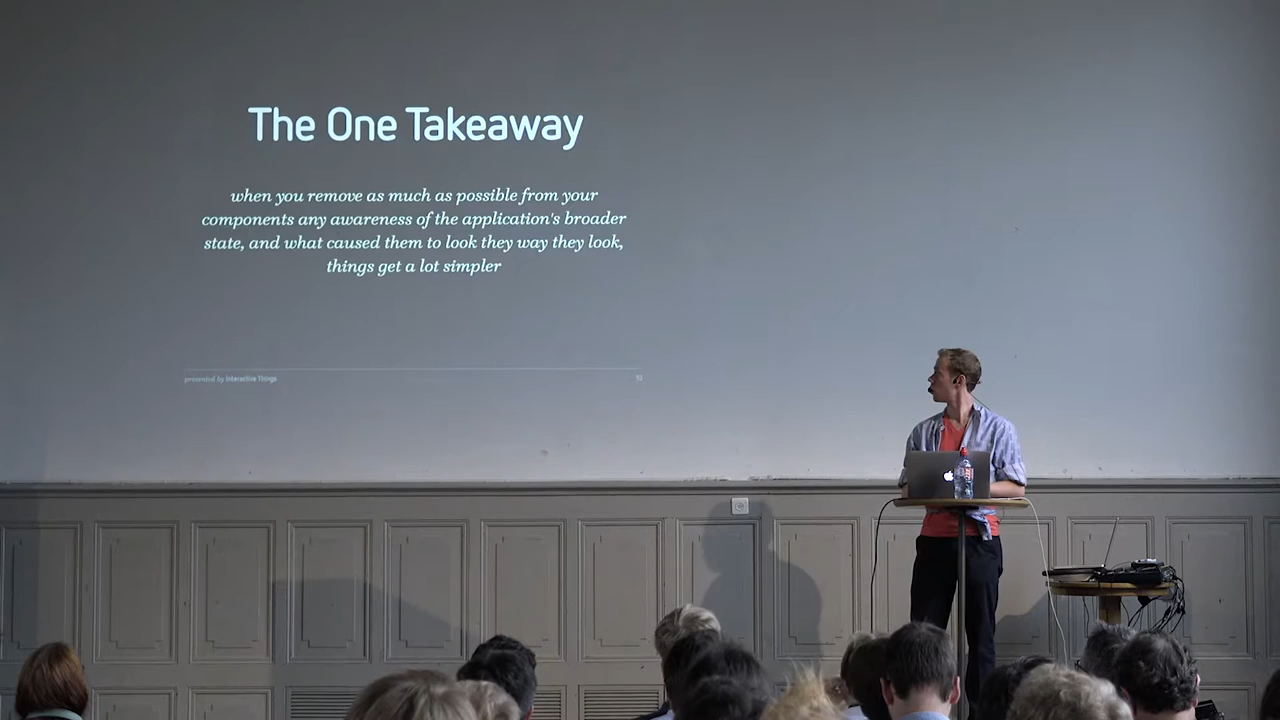 The One Takeaway
when you remove as much as possible from your
components any awareness of the application's broader
state, and what caused them to look they way they look,
things get a lot simpler
presented by Interactive Things